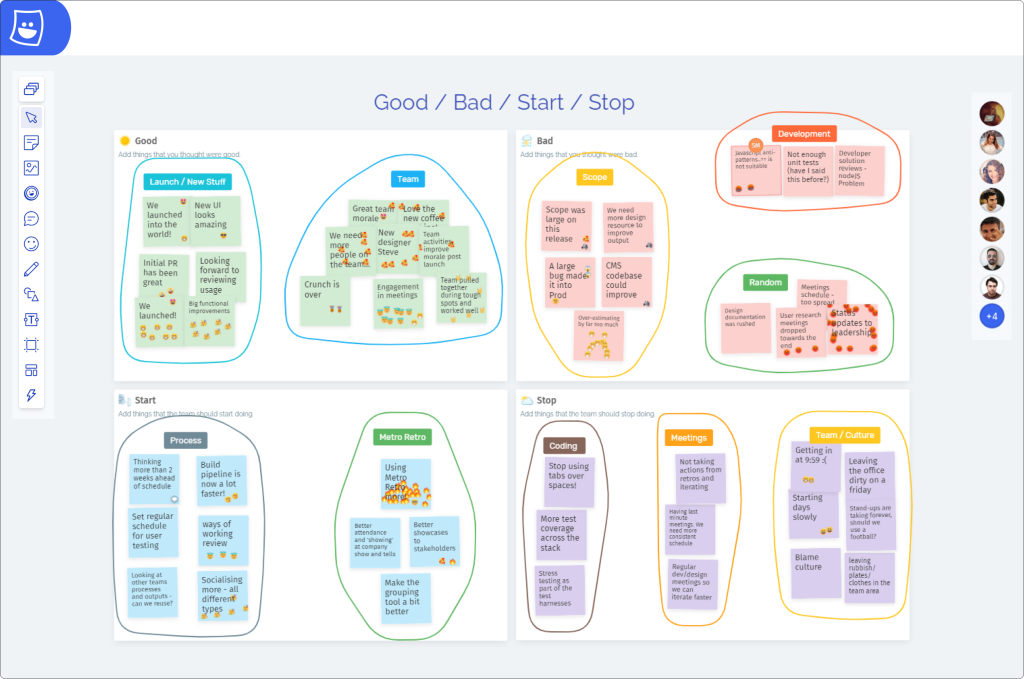 Good / Bad / Start / Stop
Good
Add things that you thought were good.
Launch / New Stuff
We
launched
into the
world!
New UI
looks
amazing
Initial PR
has been
great
Looking
forward to
reviewing
usage
We
launched!
Big functional
improvements
Team
Great team
morale
Love the
new coffee
We need
more
people on
the team
New
designer
Steve
Team
activities
improve
morale post
launch
Crunch is
over
Engagement
in meetings
Team pulled
together
during tough
spots and
worked well
Bad
Add things that you thought were bad.
Scope
Scope was
large on
this
release
We need
more design
resource to
improve
output
A large
bug made
it into
Prod
CMS
codebase
could
improve
Over-estimating
by far too much
Development
SM
Javascript anti-
patterns
not suitable
Not enough
unit tests
(have I said
this before?)
Developer
solution
reviews -
nodeJS
Problem
Random
Design
documentation
was rushed
Meetings
schedule -
too spread
User research
meetings
dropped
towards the
end
Status
updates to
leadership
Start
Add things that the team should start doing.
Process
Thinking
more than 2
weeks ahead
of schedule
Build
pipeline is
now a lot
faster!
Set regular
schedule
for user
testing
ways of
working
review
Looking at
other teams
processes
and outputs -
can we reuse?
Socialising
more - all
different
types
Metro Retro
Using
Metro
Retro
more!
Better
attendance
and 'showing'
at company
show and tells
Better
showcases
to
stakeholders
Make the
grouping
tool a bit
better
Stop
Add things that the team should stop doing.
Coding
Stop using
tabs over
spaces!
More test
coverage
across the
stack
Stress
testing as
part of the
test
harnesses
Meetings
Not taking
actions from
retros and
iterating
Having last
minute
meetings. We
need more
consistent
schedule
Regular
dev/design
meetings so
we can
iterate faster
Team / Culture
Getting in
at 9:59 :(
Leaving
the office
dirty on a
friday
Starting
days
slowly
Stand-ups are
taking forever,
should we
use a
football?
Blame
culture
leaving
rubbish/
plates/
clothes in the
team area
+4